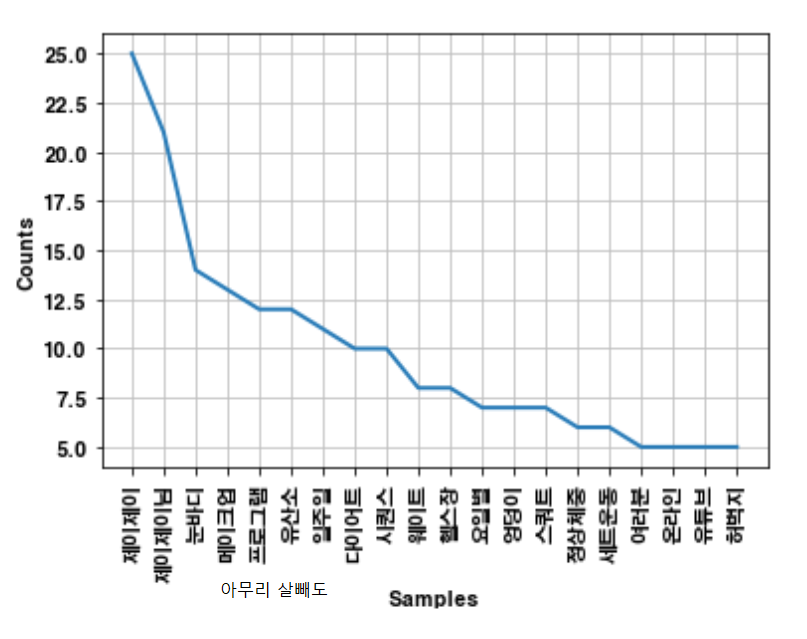 25.0
22.5
20.0
17.5
15.0
12.5
10.0
7.5
5.0
Counts
제이제이
제이제이님
눈바디
메이크업
프로그램
유산소
일주일
다이어트
시퀀스
웨이트
헬스장
요일별
엉덩이
스쿼트
정상체중
세트운동
여러분
온라인
유튜브
허벅지
아무리 살빼도
Samples